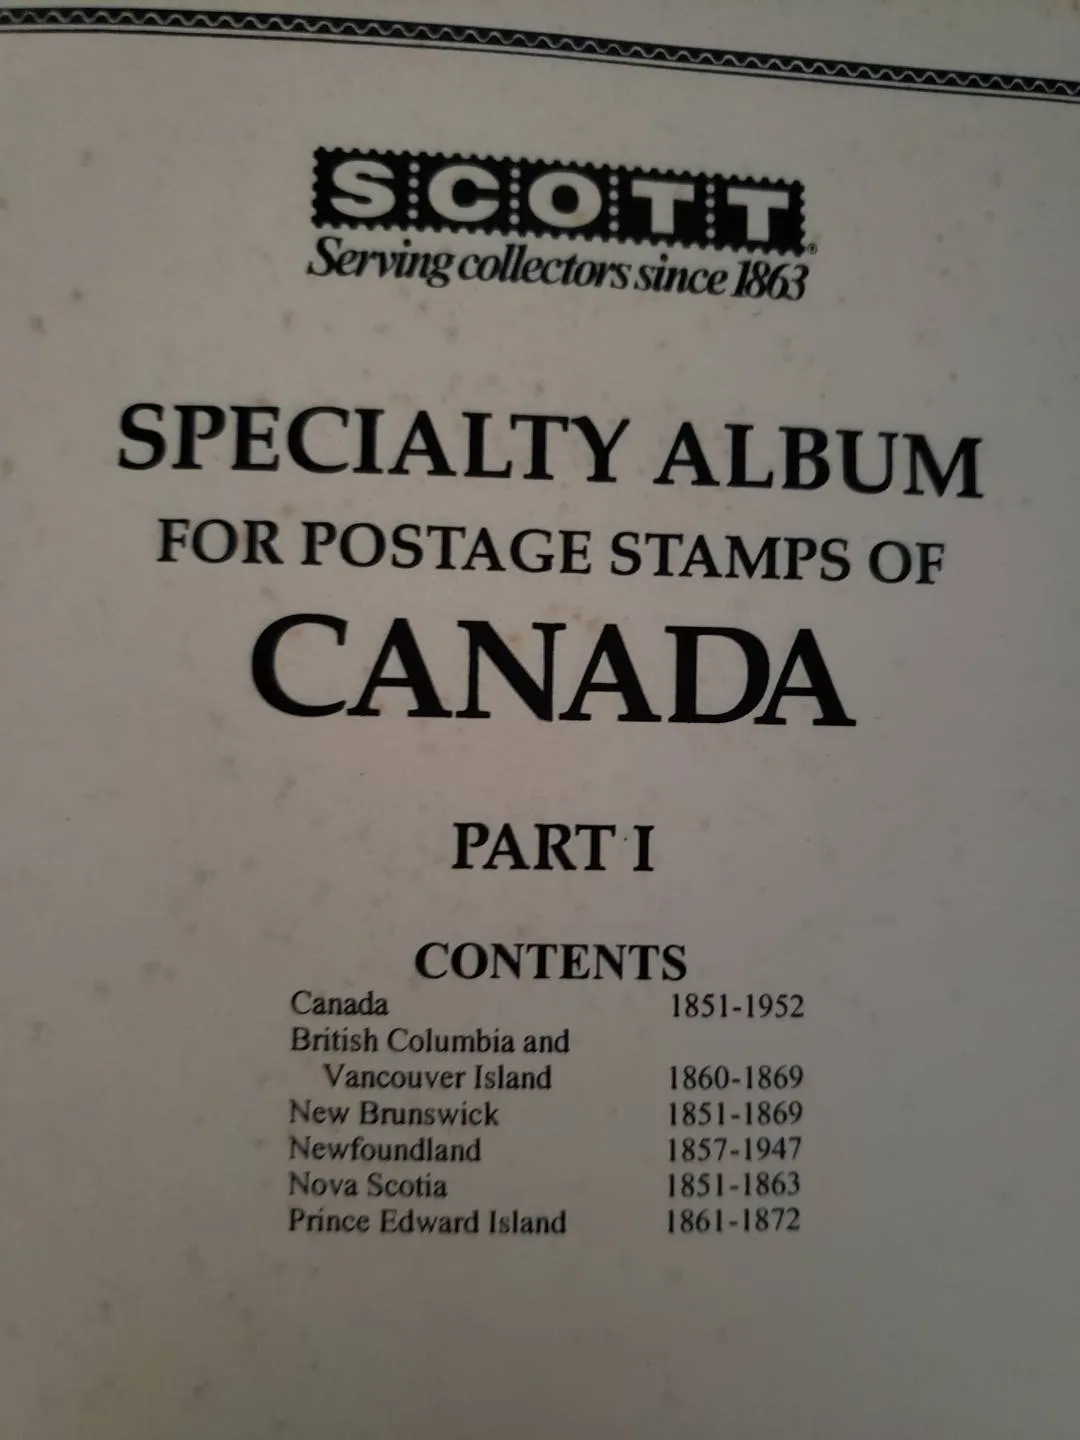 SCOTT®
Serving collectors since 1863
SPECIALTY ALBUM
FOR POSTAGE STAMPS OF
CANADA
PART I
CONTENTS
Canada 1851-1952
British Columbia and
Vancouver Island 1860-1869
New Brunswick 1851-1869
Newfoundland 1857-1947
Nova Scotia 1851-1863
Prince Edward Island 1861-1872